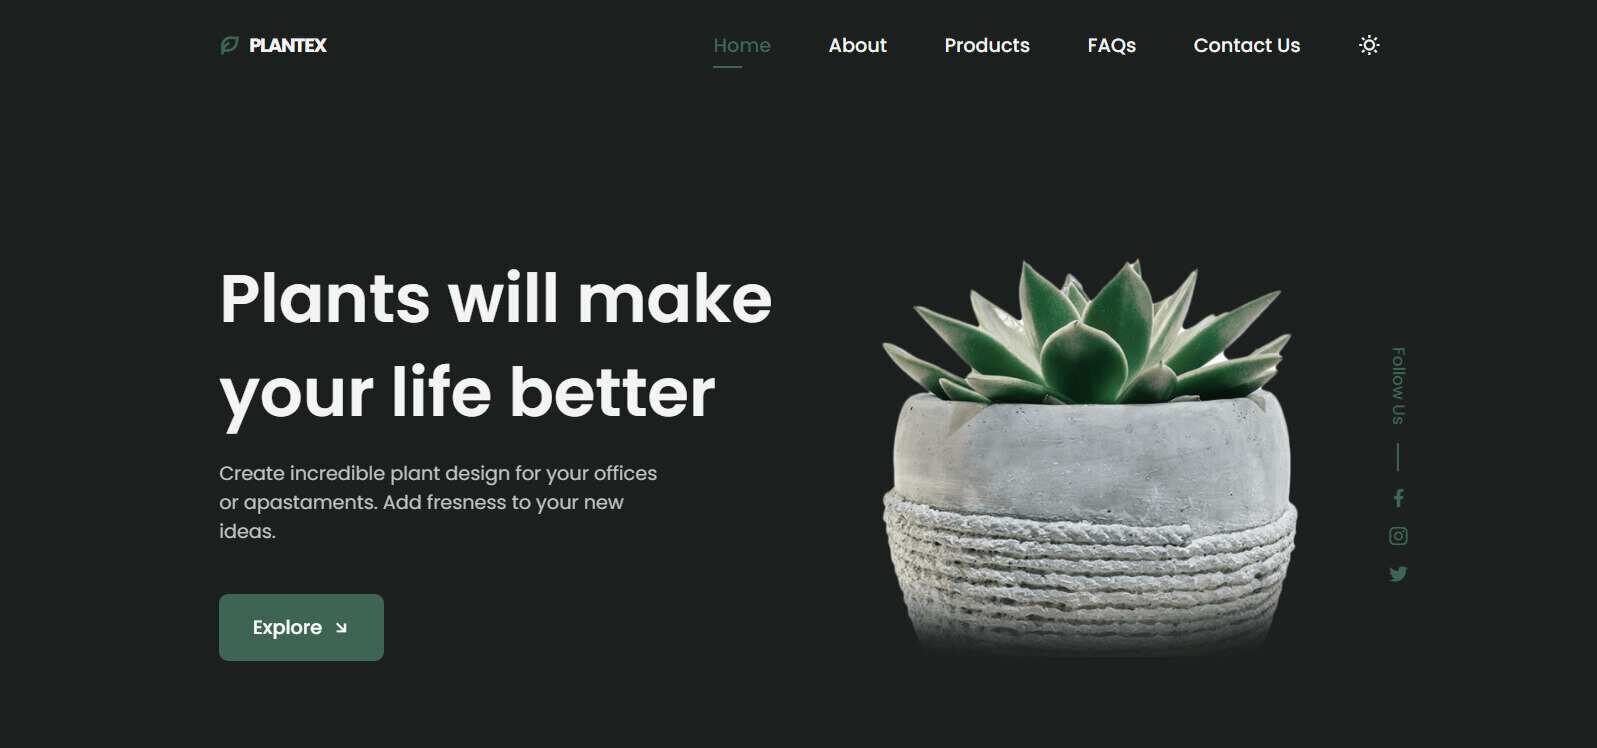 PLANTEX
Home
About
Products
FAQs
Contact Us
Plants will make
your life better
Create incredible plant design for your offices
or apastaments. Add fresness to your new
ideas.
Explore
Follow Us